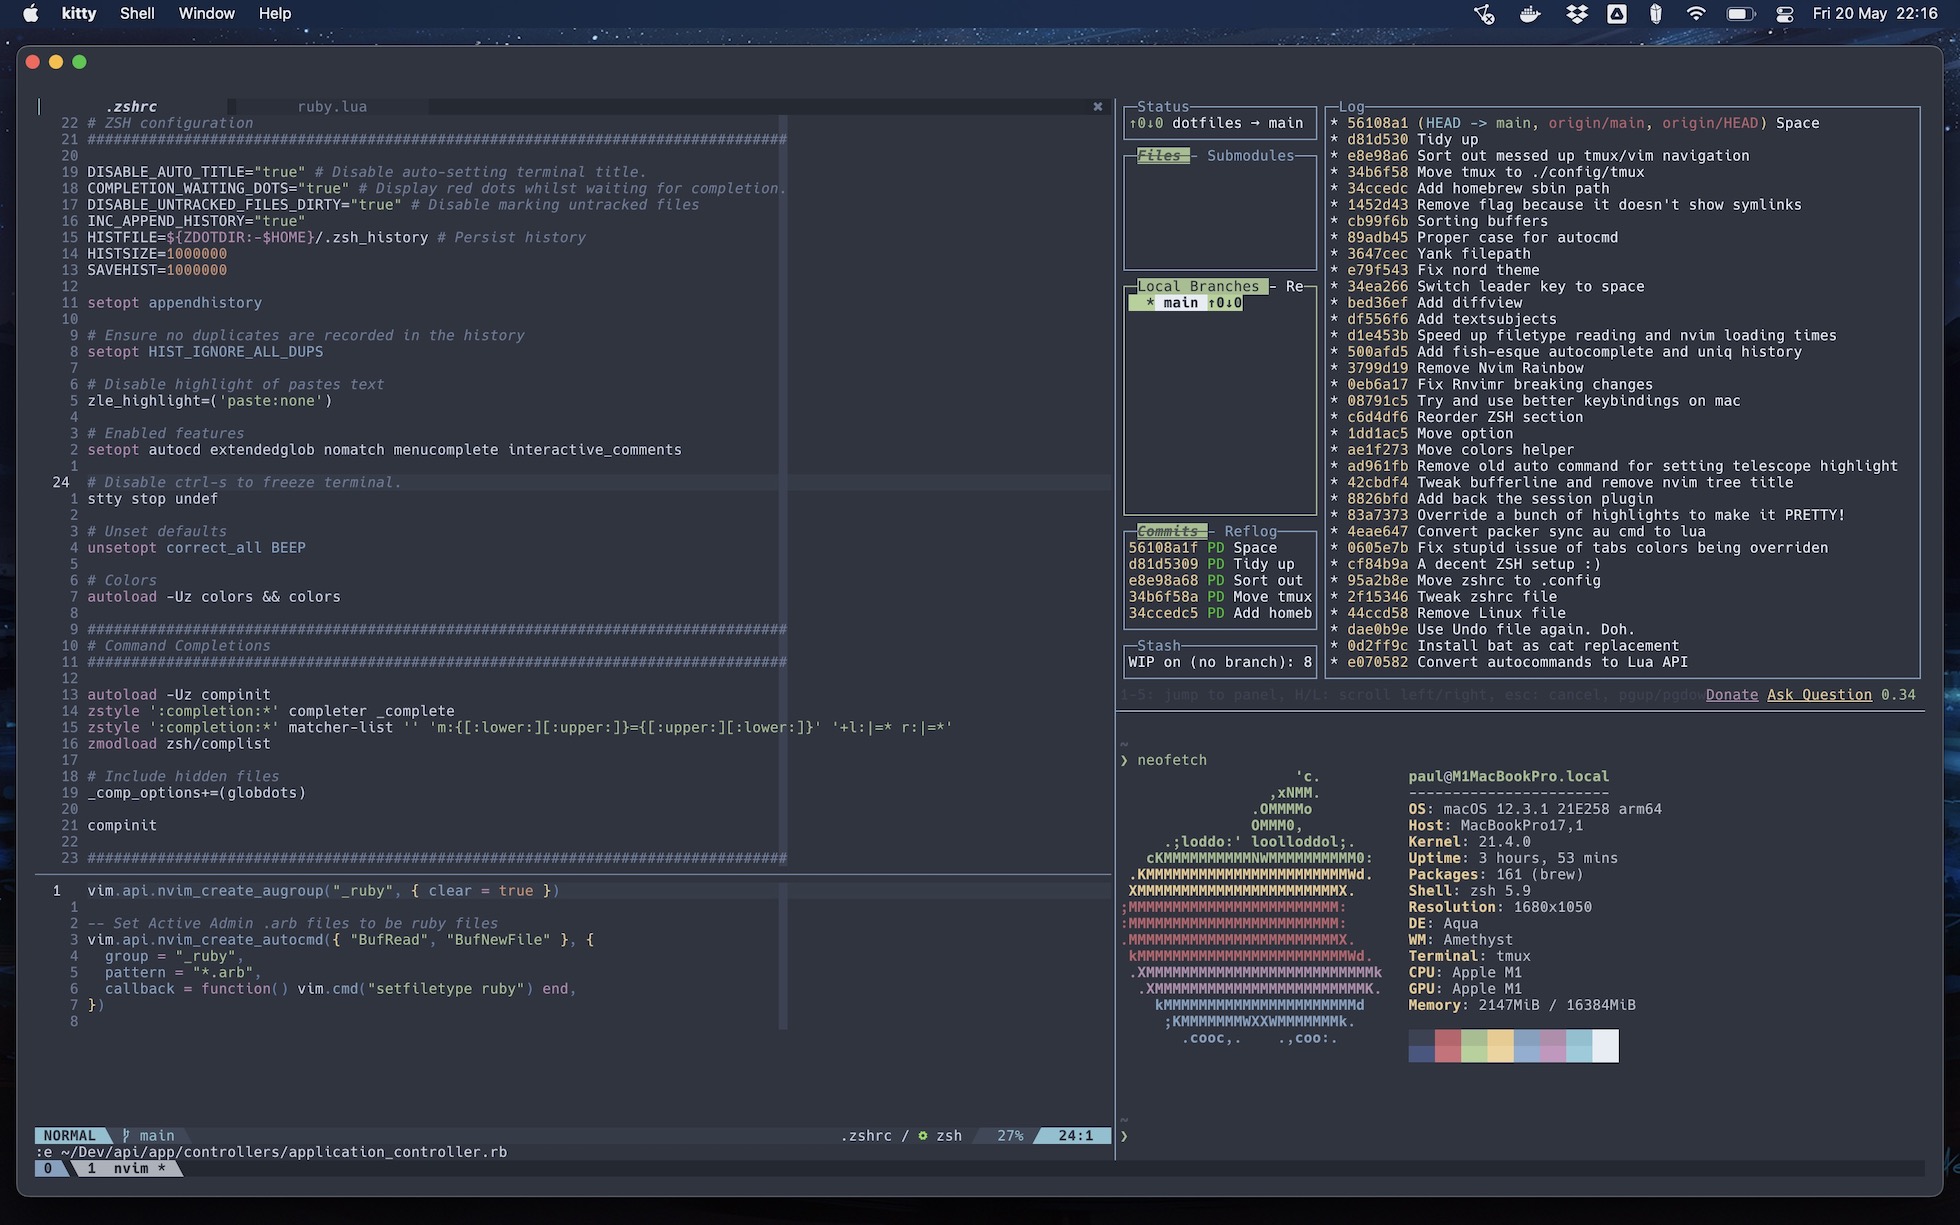 kitty Shell Window Help
Fri 20 May 22:16
.zshrc ruby.lua
22 # ZSH configuration
21 ################################################################################
20
19 DISABLE_AUTO_TITLE="true" # Disable auto-setting terminal title.
18 COMPLETION_WAITING_DOTS="true" # Display red dots whilst waiting for completion.
17 DISABLE_UNTRACKED_FILES_DIRTY="true" # Disable marking untracked files
16 INC_APPEND_HISTORY="true"
15 HISTFILE=${ZDOTDIR:-$HOME}/.zsh_history # Persist history
14 HISTSIZE=1000000
13 SAVEHIST=1000000
12
11 setopt appendhistory
10
9 # Ensure no duplicates are recorded in the history
8 setopt HIST_IGNORE_ALL_DUPS
7
6 # Disable highlight of pastes text
5 zle_highlight=('paste:none')
4
3 # Enabled features
2 setopt autocd extendedglob nomatch menucomplete interactive_comments
1
24 # Disable ctrl-s to freeze terminal.
1 stty stop undef
2
3 # Unset defaults
4 unsetopt correct_all BEEP
5
6 # Colors
7 autoload -Uz colors && colors
8
9 ################################################################################
10 # Command Completions
11 ################################################################################
12
13 autoload -Uz compinit
14 zstyle ':completion:*' completer _complete
15 zstyle ':completion:*' matcher-list '' 'm:{[:lower:][:upper:]}={[:upper:][:lower:]}' '+l:|=* r:|=*'
16 zmodload zsh/complist
17
18 # Include hidden files
19 _comp_options+=(globdots)
20
21 compinit
22
23 ################################################################################
1 vim.api.nvim_create_augroup("_ruby", { clear = true })
1
2 -- Set Active Admin .arb files to be ruby files
3 vim.api.nvim_create_autocmd({ "BufRead", "BufNewFile" }, {
4 group = "_ruby",
5 pattern = "*.arb",
6 callback = function() vim.cmd("setfiletype ruby") end,
7 })
8
NORMAL main .zshrc / zsh 27% 24:1
:e ~/Dev/api/app/controllers/application_controller.rb
0 1 nvim *
Status
↑0↓0 dotfiles → main
Files - Submodules
Local Branches - Re
* main ↑0↓0
Commits - Reflog
56108a1f PD Space
d81d5309 PD Tidy up
e8e98a68 PD Sort out
34b6f58a PD Move tmux
34ccedc5 PD Add homeb
Stash
WIP on (no branch): 8
Log
* 56108a1 (HEAD -> main, origin/main, origin/HEAD) Space
* d81d530 Tidy up
* e8e98a6 Sort out messed up tmux/vim navigation
* 34b6f58 Move tmux to ./config/tmux
* 34ccedc Add homebrew sbin path
* 1452d43 Remove flag because it doesn't show symlinks
* cb99f6b Sorting buffers
* 89adb45 Proper case for autocmd
* 3647cec Yank filepath
* e79f543 Fix nord theme
* 34ea266 Switch leader key to space
* bed36ef Add diffview
* df556f6 Add textsubjects
* d1e453b Speed up filetype reading and nvim loading times
* 500afd5 Add fish-esque autocomplete and uniq history
* 3799d19 Remove Nvim Rainbow
* 0eb6a17 Fix Rnvimr breaking changes
* 08791c5 Try and use better keybindings on mac
* c6d4df6 Reorder ZSH section
* 1dd1ac5 Move option
* ae1f273 Move colors helper
* ad961fb Remove old auto command for setting telescope highlight
* 42cbdf4 Tweak bufferline and remove nvim tree title
* 8826bfd Add back the session plugin
* 83a7373 Override a bunch of highlights to make it PRETTY!
* 4eae647 Convert packer sync au cmd to lua
* 0605e7b Fix stupid issue of tabs colors being overriden
* cf84b9a A decent ZSH setup :)
* 95a2b8e Move zshrc to .config
* 2f15346 Tweak zshrc file
* 44ccd58 Remove Linux file
* dae0b9e Use Undo file again. Doh.
* 0d2ff9c Install bat as cat replacement
* e070582 Convert autocommands to Lua API
1-5: jump to panel, H/L: scroll left/right, esc: cancel, pgup/pgdow Donate Ask Question 0.34
~
❯ neofetch
'c.
,xNMM.
.OMMMMo
OMMM0,
.;loddo:' loolloddol;.
cKMMMMMMMMMMNWMMMMMMMMMM0:
.KMMMMMMMMMMMMMMMMMMMMMMMWd.
XMMMMMMMMMMMMMMMMMMMMMMMX.
;MMMMMMMMMMMMMMMMMMMMMMMM:
:MMMMMMMMMMMMMMMMMMMMMMMM:
.MMMMMMMMMMMMMMMMMMMMMMMMX.
kMMMMMMMMMMMMMMMMMMMMMMMMWd.
.XMMMMMMMMMMMMMMMMMMMMMMMMMMk
.XMMMMMMMMMMMMMMMMMMMMMMMMK.
kMMMMMMMMMMMMMMMMMMMMMMd
;KMMMMMMMWXXWMMMMMMMk.
.cooc,. .,coo:.
paul@M1MacBookPro.local
-----------------------
OS: macOS 12.3.1 21E258 arm64
Host: MacBookPro17,1
Kernel: 21.4.0
Uptime: 3 hours, 53 mins
Packages: 161 (brew)
Shell: zsh 5.9
Resolution: 1680x1050
DE: Aqua
WM: Amethyst
Terminal: tmux
CPU: Apple M1
GPU: Apple M1
Memory: 2147MiB / 16384MiB
~
❯